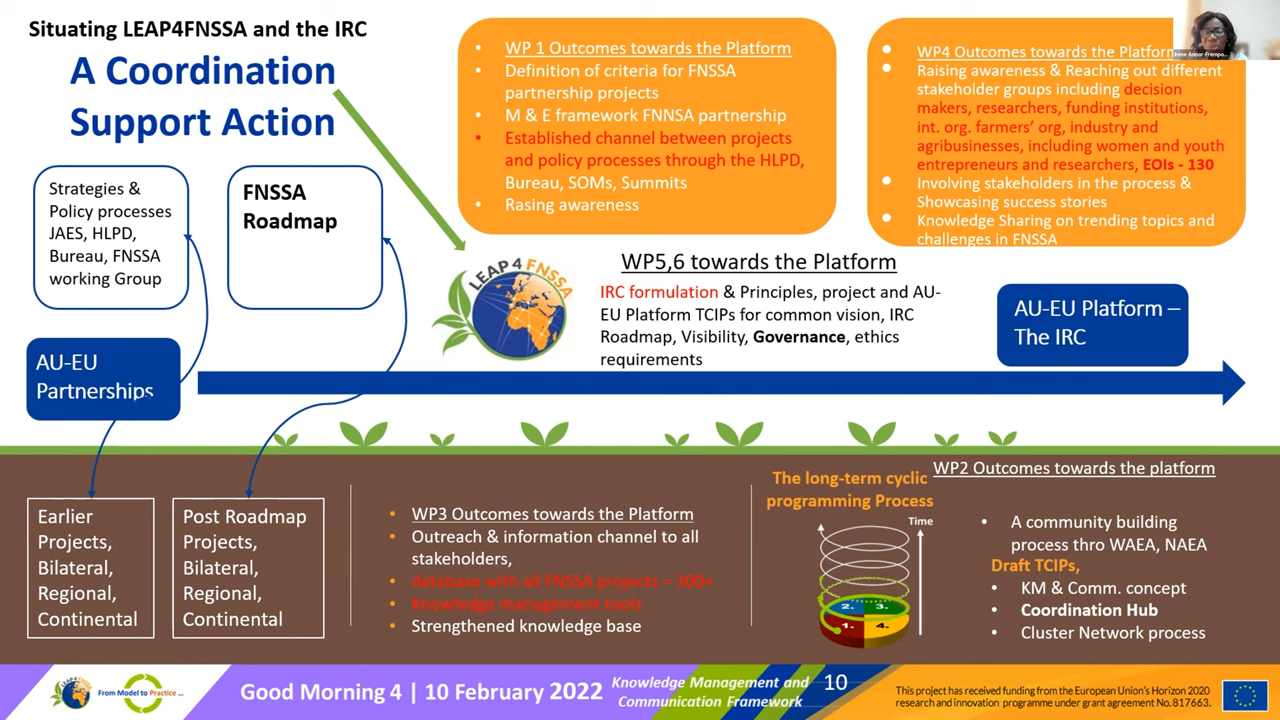 Situating LEAP4FNSSA and the IRC
A Coordination
Support Action
Strategies &
Policy processes
JAES, HLPD,
Bureau, FNSSA
working Group
FNSSA
Roadmap
AU-EU
Partnerships
• WP 1 Outcomes towards the Platform
• Definition of criteria for FNSSA
partnership projects
• M & E framework FNNSA partnership
• Established channel between projects
and policy processes through the HLPD,
Bureau, SOMs, Summits
• Rasing awareness
• WP4 Outcomes towards the Platform
• Raising awareness & Reaching out different
stakeholder groups including decision
makers, researchers, funding institutions,
int. org. farmers' org, industry and
agribusinesses, including women and youth
entrepreneurs and researchers, EOIs - 130
• Involving stakeholders in the process &
Showcasing success stories
• Knowledge Sharing on trending topics and
challenges in FNSSA
LEAP4FNSSA
WP5,6 towards the Platform
IRC formulation & Principles, project and AU-
EU Platform TCIPs for common vision, IRC
Roadmap, Visibility, Governance, ethics
requirements
AU-EU Platform –
The IRC
Earlier
Projects,
Bilateral,
Regional,
Continental
Post Roadmap
Projects,
Bilateral,
Regional,
Continental
• WP3 Outcomes towards the Platform
• Outreach & information channel to all
stakeholders,
• database with all FNSSA projects – 300+
• Knowledge management tools
• Strengthened knowledge base
The long-term cyclic
programming Process
Time
2. 3.
1. 4.
WP2 Outcomes towards the platform
• A community building
process thro WAEA, NAEA
Draft TCIPs,
• KM & Comm. concept
• Coordination Hub
• Cluster Network process
LEAP4FNSSA
From Model to Practice ...
Good Morning 4 | 10 February 2022
Knowledge Management and
Communication Framework
10
This project has received funding from the European Union's Horizon 2020
research and innovation programme under grant agreement No. 817663.